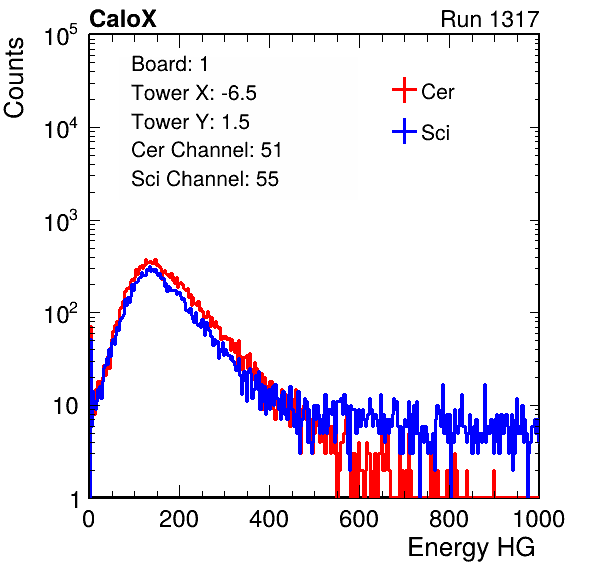 CaloX Run 1317
Counts
10^5
10^4
10^3
10^2
10
1
Board: 1
Tower X: -6.5
Tower Y: 1.5
Cer Channel: 51
Sci Channel: 55
Cer
Sci
0 200 400 600 800 1000
Energy HG